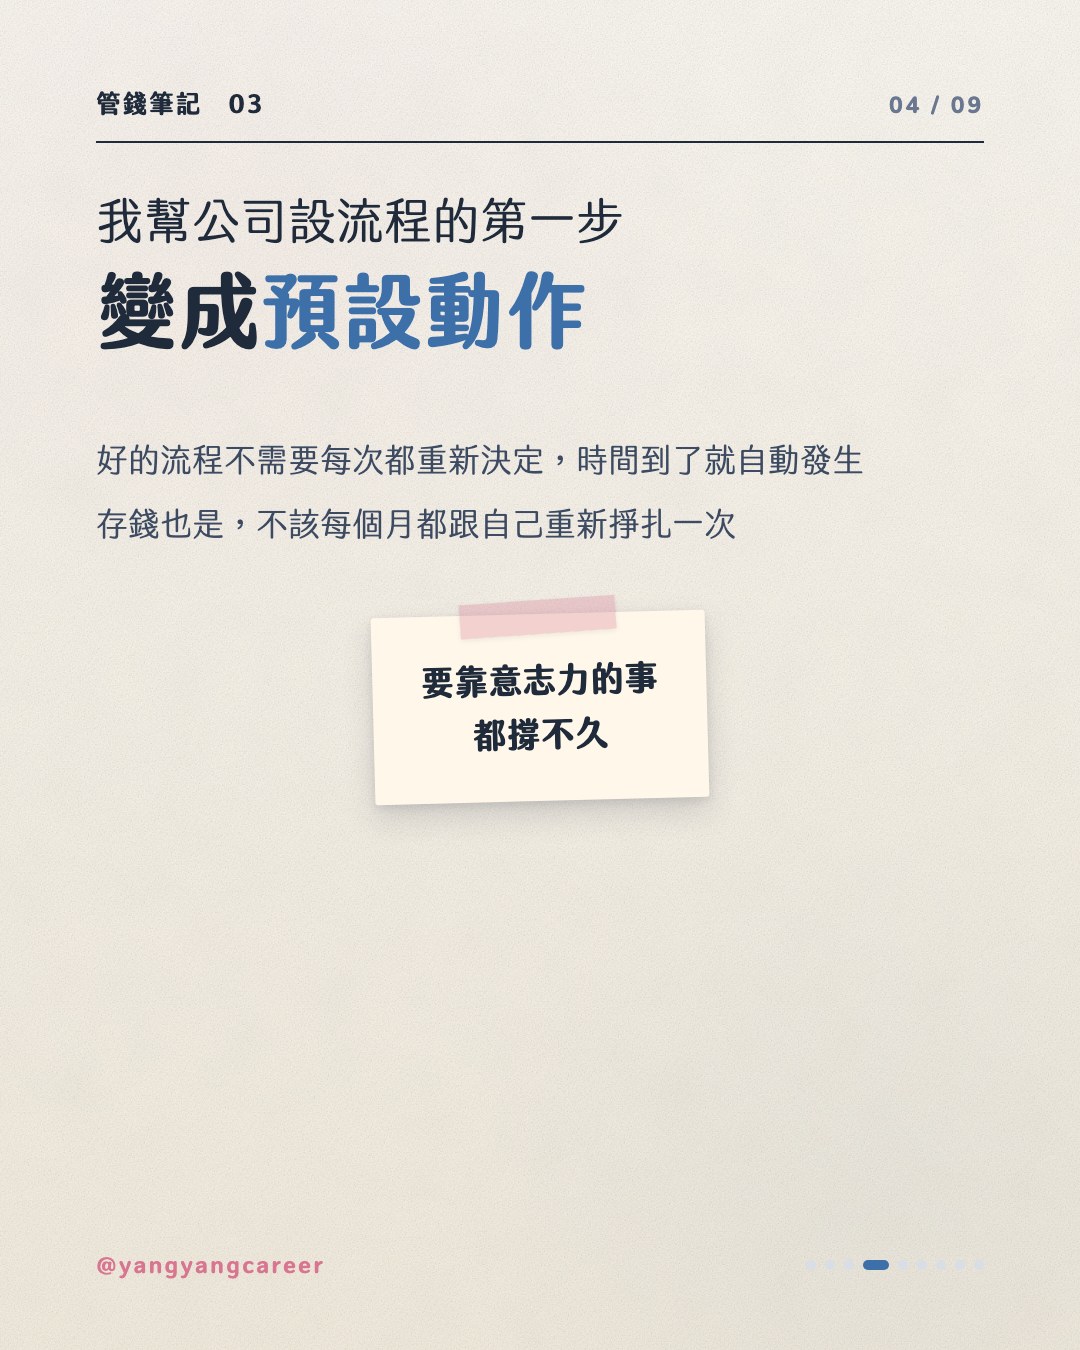 管錢筆記 03
04 / 09
我幫公司設流程的第一步
變成預設動作
好的流程不需要每次都重新決定，時間到了就自動發生
存錢也是，不該每個月都跟自己重新掙扎一次
要靠意志力的事
都撐不久
@yangyangcareer